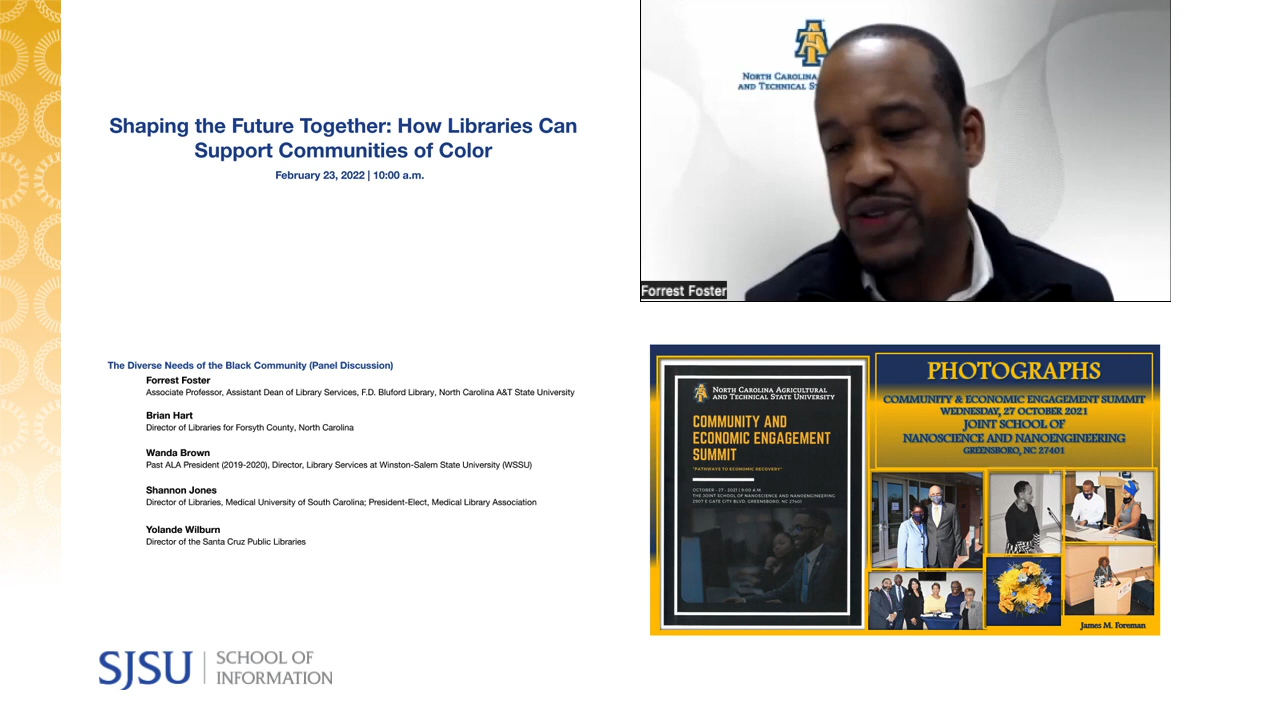 Shaping the Future Together: How Libraries Can
Support Communities of Color
February 23, 2022 | 10:00 a.m.
The Diverse Needs of the Black Community (Panel Discussion)
Forrest Foster
Associate Professor, Assistant Dean of Library Services, F.D. Bluford Library, North Carolina A&T State University
Brian Hart
Director of Libraries for Forsyth County, North Carolina
Wanda Brown
Past ALA President (2019-2020), Director, Library Services at Winston-Salem State University (WSSU)
Shannon Jones
Director of Libraries, Medical University of South Carolina; President-Elect, Medical Library Association
Yolande Wilburn
Director of the Santa Cruz Public Libraries
SJSU
SCHOOL OF
INFORMATION
AT
NORTH CAROLINA
AND TECHNICAL
Forrest Foster
NORTH CAROLINA AGRICULTURAL
AND TECHNICAL STATE UNIVERSITY
COMMUNITY AND
ECONOMIC ENGAGEMENT
SUMMIT
"PATHWAYS TO ECONOMIC RECOVERY"
OCTOBER - 27 - 2021 | 9:00 A.M
THE JOINT SCHOOL OF NANOSCIENCE AND NANOENGINEERING
2907 E GATE CITY BLVD, GREENSBORO, NC 27401
PHOTOGRAPHS
COMMUNITY & ECONOMIC ENGAGEMENT SUMMIT
WEDNESDAY, 27 OCTOBER 2021
JOINT SCHOOL OF
NANOSCIENCE AND NANOENGINEERING
GREENSBORO, NC 27401
James M. Foreman